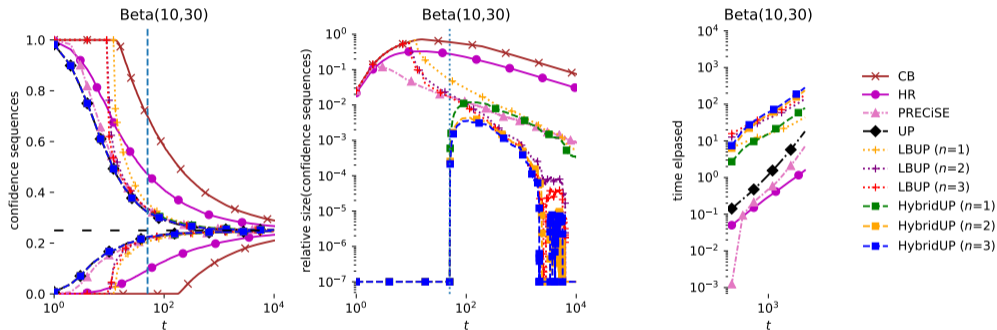 Beta(10,30)
confidence sequences
1.0
0.8
0.6
0.4
0.2
0.0
10^0
10^2
10^4
t
Beta(10,30)
relative size(confidence sequences)
10^0
10^−1
10^−2
10^−3
10^−4
10^−5
10^−6
10^−7
10^0
10^2
10^4
t
Beta(10,30)
time elpased
10^3
10^2
10^1
10^0
10^−1
10^−2
10^−3
10^3
t
CB
HR
PRECiSE
UP
LBUP (n=1)
LBUP (n=2)
LBUP (n=3)
HybridUP (n=1)
HybridUP (n=2)
HybridUP (n=3)